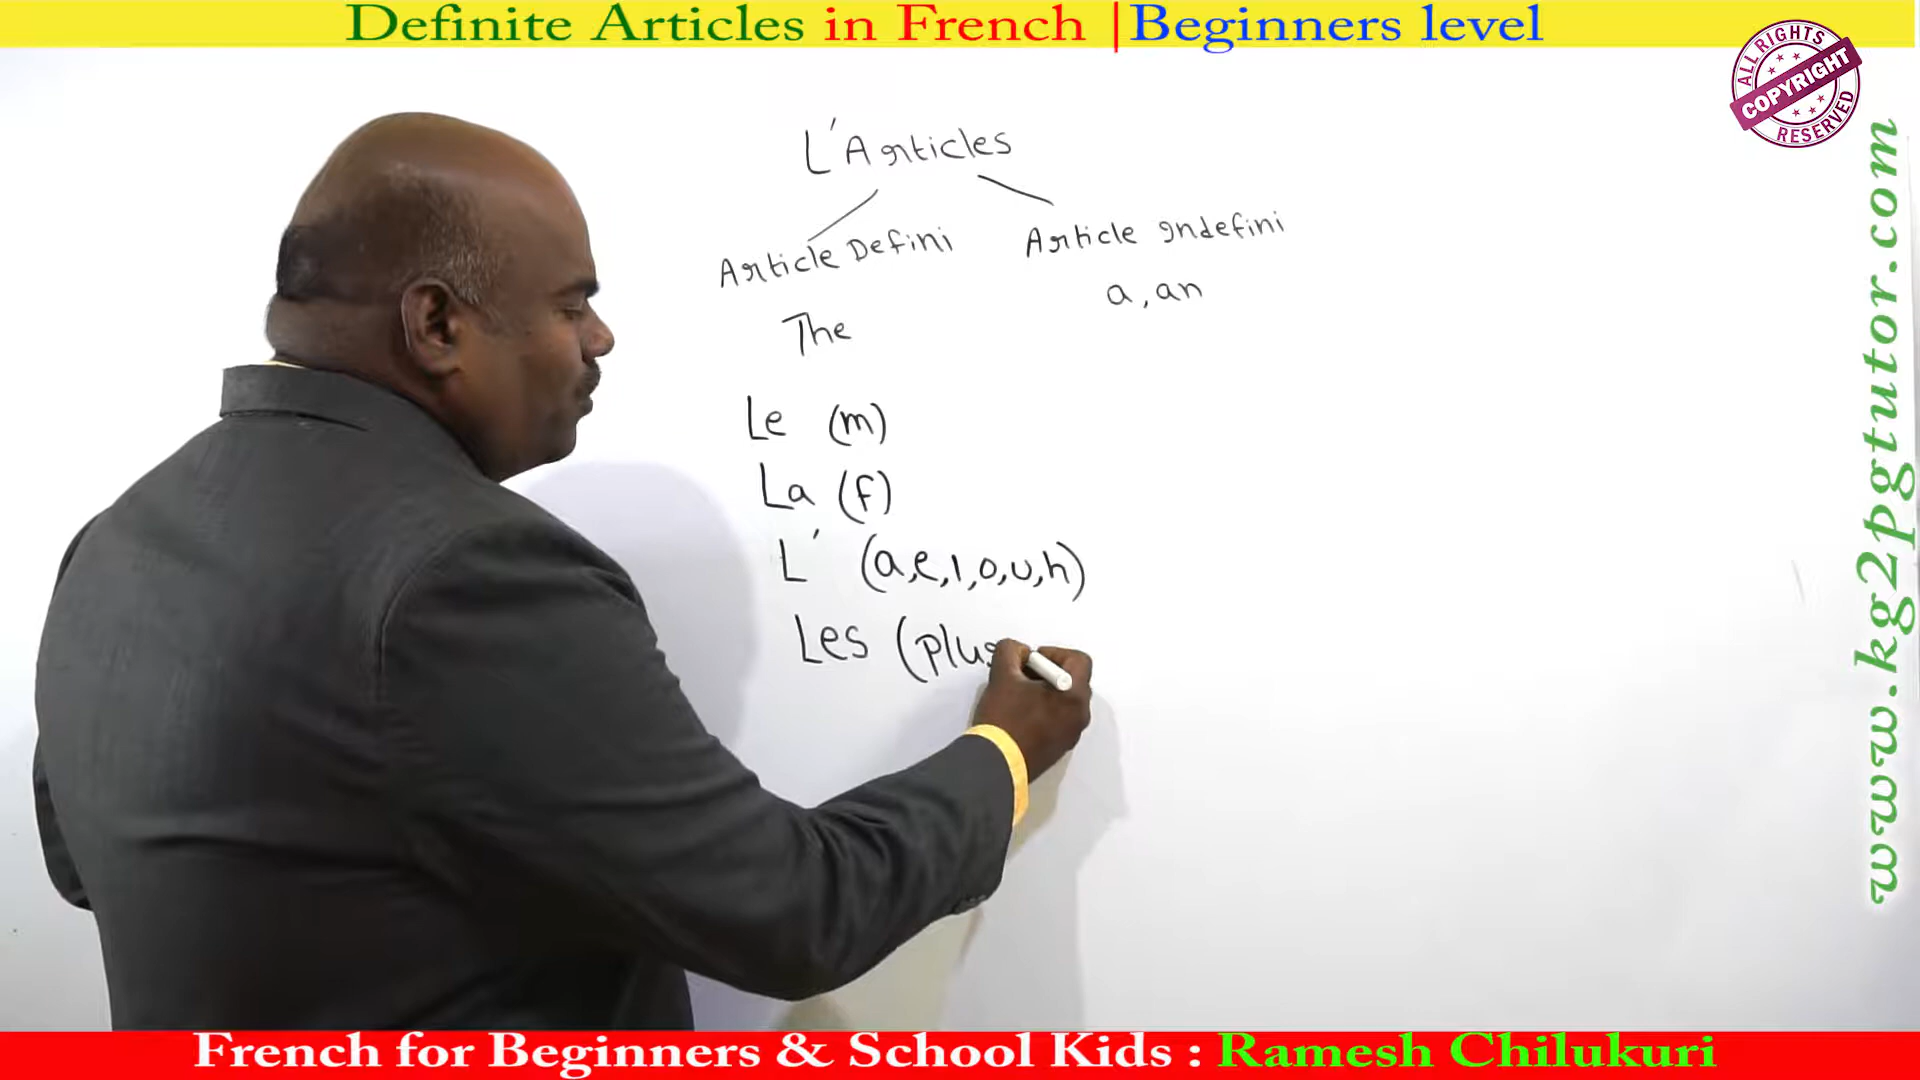 Definite Articles in French |Beginners level
ALL RIGHTS
COPYRIGHT
RESERVED
www.kg2pgtutor.com
L'Articles
Article Defini
Article Indefini
The
a, an
Le (m)
La (f)
L' (a,e,i,o,u,h)
Les (plu
French for Beginners & School Kids : Ramesh Chilukuri